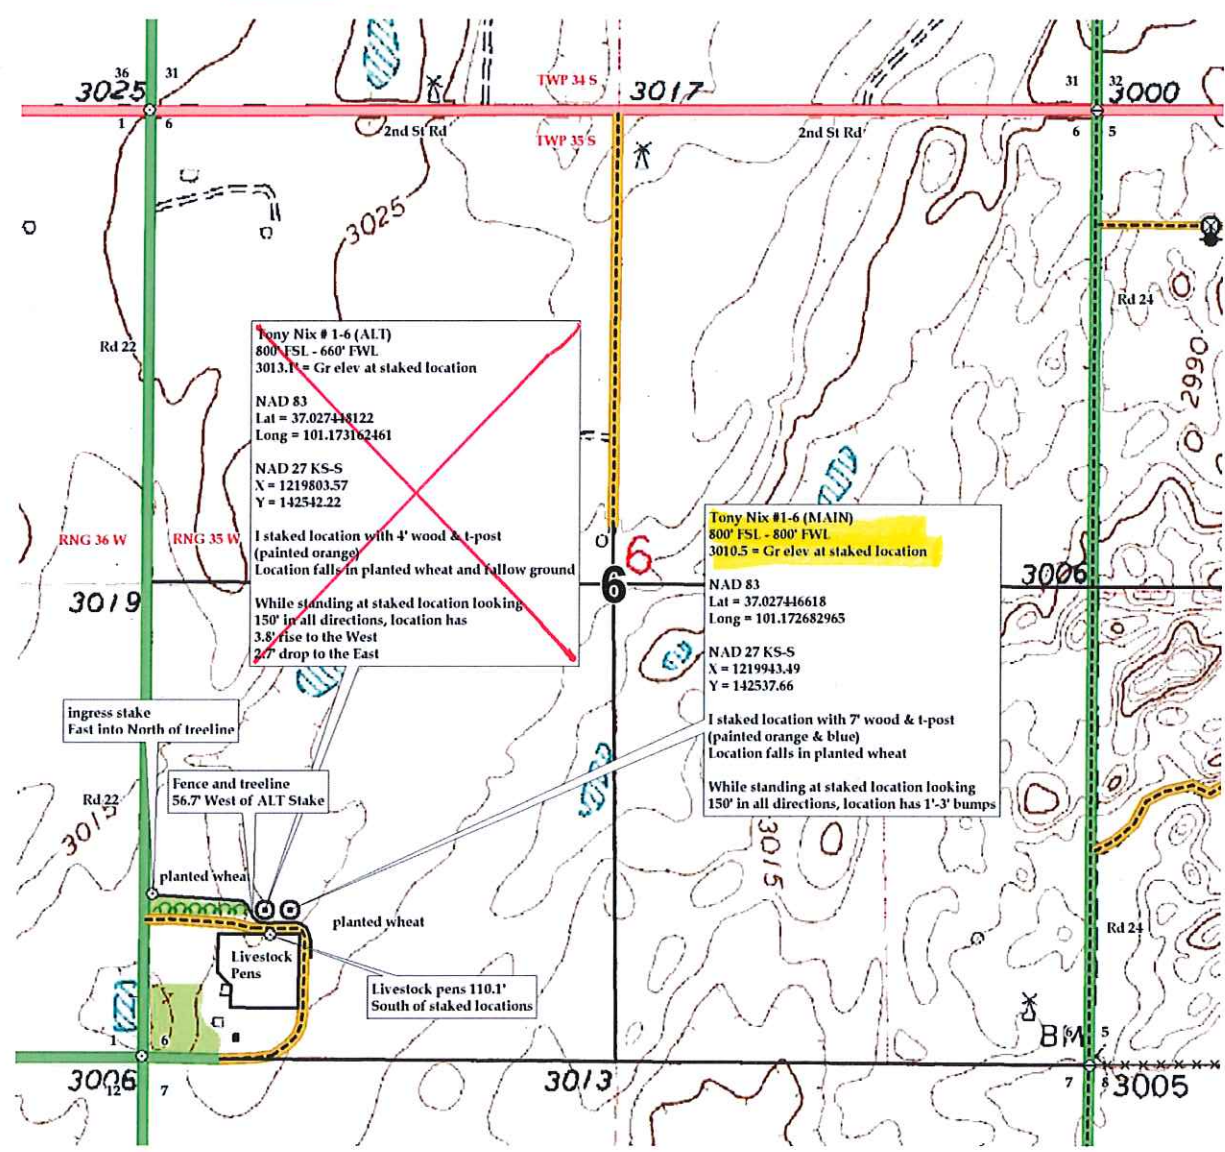 36 31
31 32
3025
TWP 34 S
3017
3000
1 6
2nd St Rd
TWP 35 S
2nd St Rd
6 5
3025
Rd 24
Rd 22
2990
Tony Nix # 1-6 (ALT)
800' FSL - 660' FWL
3013.1' = Gr elev at staked location
NAD 83
Lat = 37.027448122
Long = 101.173162461
NAD 27 KS-S
X = 1219803.57
Y = 142542.22
I staked location with 4' wood & t-post
(painted orange)
Location falls in planted wheat and fallow ground
While standing at staked location looking
150' in all directions, location has
3.8' rise to the West
2.7' drop to the East
Tony Nix #1-6 (MAIN)
800' FSL - 800' FWL
3010.5 = Gr elev at staked location
NAD 83
Lat = 37.027446618
Long = 101.172682965
NAD 27 KS-S
X = 1219943.49
Y = 142537.66
I staked location with 7' wood & t-post
(painted orange & blue)
Location falls in planted wheat
While standing at staked location looking
150' in all directions, location has 1'-3' bumps
RNG 36 W
RNG 35 W
6
6
3006
3019
ingress stake
East into North of treeline
Fence and treeline
56.7' West of ALT Stake
Rd 22
3015
3015
planted whea
planted wheat
Rd 24
Livestock
Pens
Livestock pens 110.1'
South of staked locations
1 6
BM
6 5
3006
3013
3005
12 7
7 8